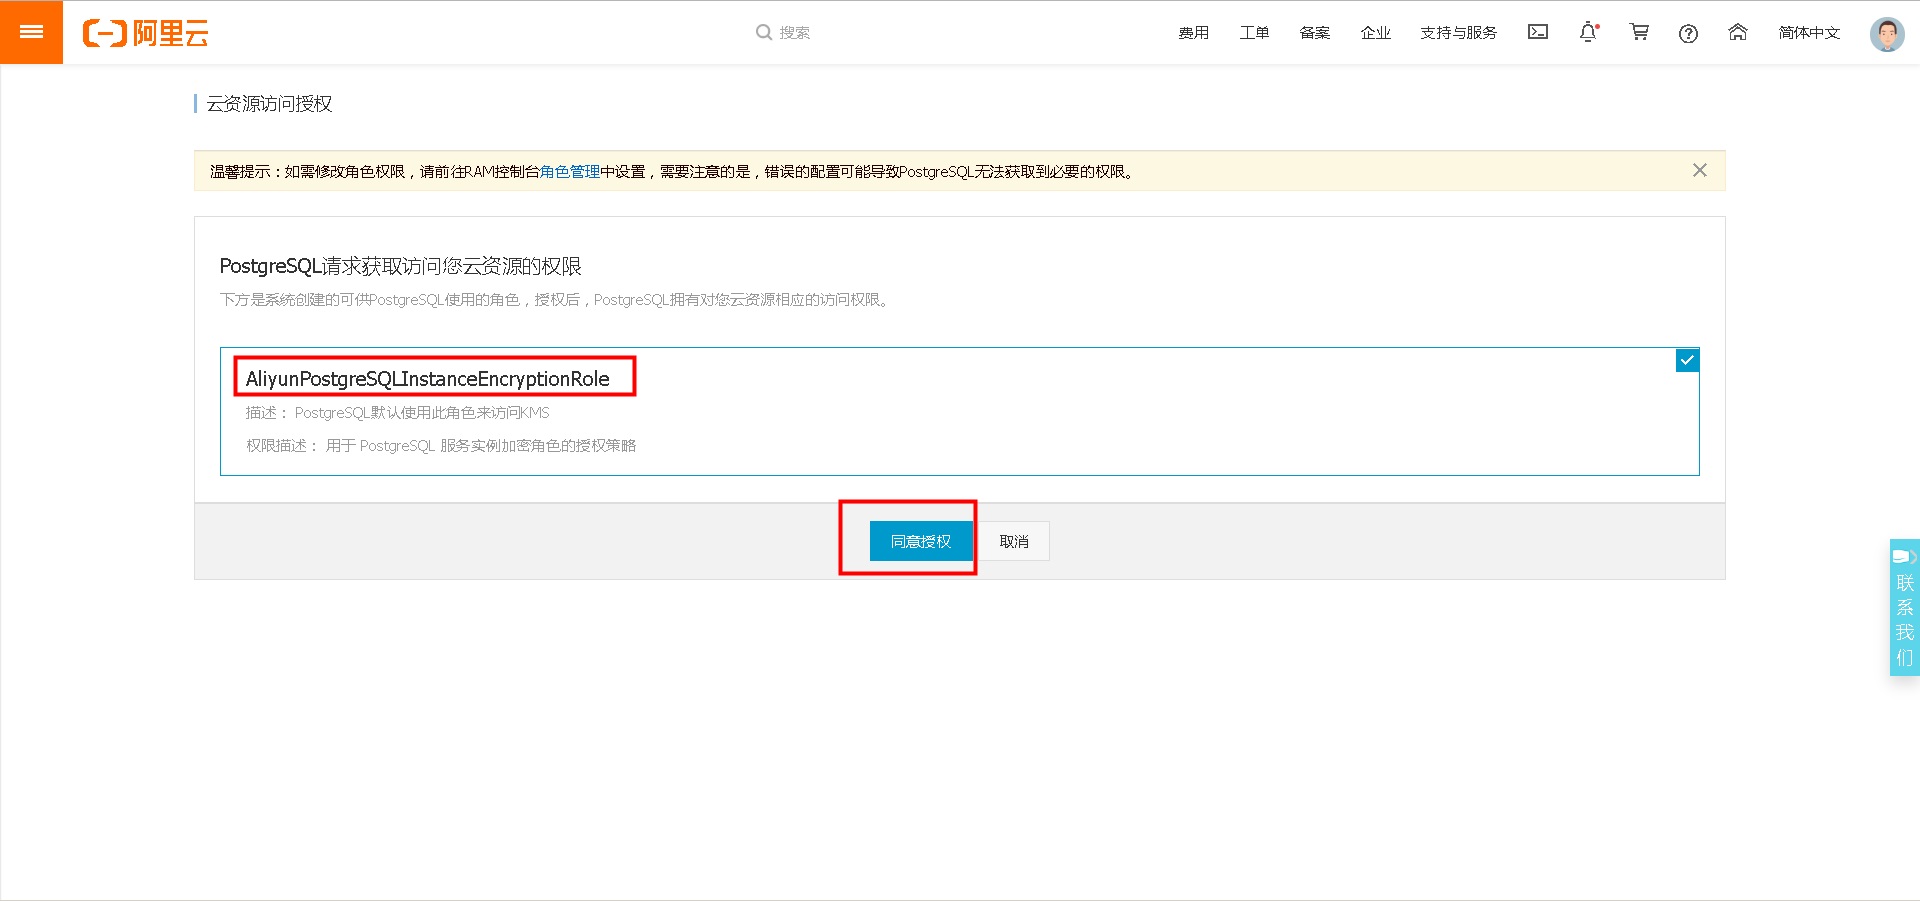 阿里云
搜索
费用 工单 备案 企业 支持与服务 简体中文
云资源访问授权
温馨提示：如需修改角色权限，请前往RAM控制台角色管理中设置，需要注意的是，错误的配置可能导致PostgreSQL无法获取到必要的权限。
PostgreSQL请求获取访问您云资源的权限
下方是系统创建的可供PostgreSQL使用的角色，授权后，PostgreSQL拥有对您云资源相应的访问权限。
AliyunPostgreSQLInstanceEncryptionRole
描述： PostgreSQL默认使用此角色来访问KMS
权限描述： 用于 PostgreSQL 服务实例加密角色的授权策略
同意授权 取消
联系我们